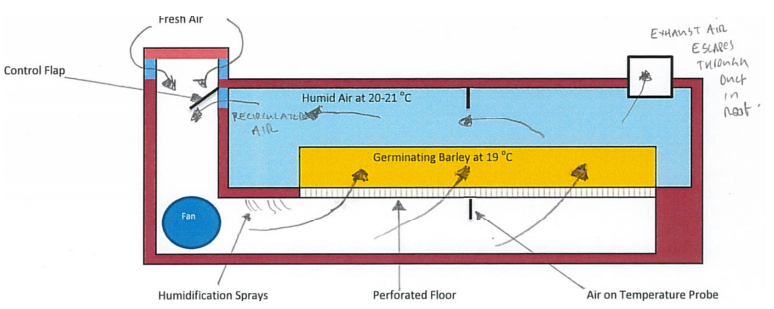 Fresh Air
EXHAUST AIR
ESCAPES
THROUGH
DUCT
in
roof.
Control Flap
Humid Air at 20-21 °C
RECIRCULATED
AIR
Germinating Barley at 19 °C
Fan
Humidification Sprays
Perforated Floor
Air on Temperature Probe